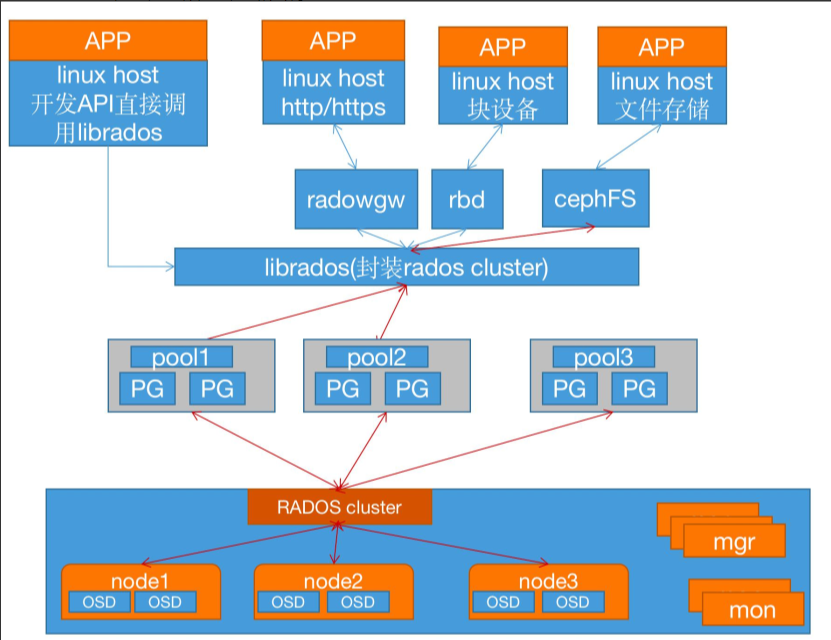 APP
linux host
开发API直接调
用librados
APP
linux host
http/https
APP
linux host
块设备
APP
linux host
文件存储
radowgw
rbd
cephFS
librados(封装rados cluster)
pool1
PG
PG
pool2
PG
PG
pool3
PG
PG
RADOS cluster
mgr
node1
OSD
OSD
node2
OSD
OSD
node3
OSD
OSD
mon